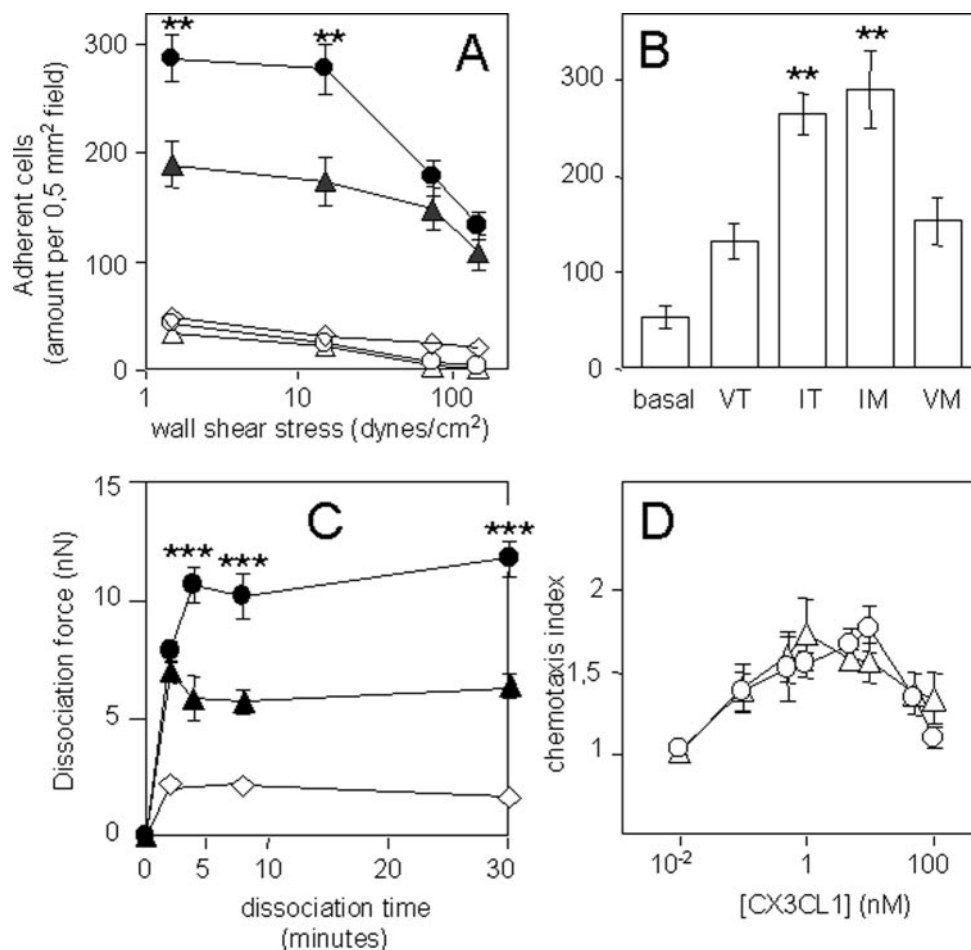 A
Adherent cells
(amount per 0,5 mm² field)
300
200
100
0
** **
1 10 100
wall shear stress (dynes/cm²)
B
300
200
100
0
** **
basal VT IT IM VM
C
Dissociation force (nN)
15
10
5
0
*** *** ***
0 5 10 20 30
dissociation time
(minutes)
D
chemotaxis index
2
1,5
1
10⁻² 1 100
[CX3CL1] (nM)